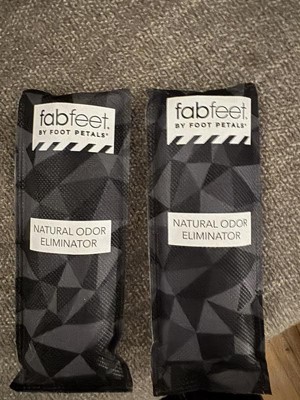 fabfeet.
BY FOOT PETALS®
NATURAL ODOR
ELIMINATOR
fabfeet.
BY FOOT PETALS®
NATURAL ODOR
ELIMINATOR